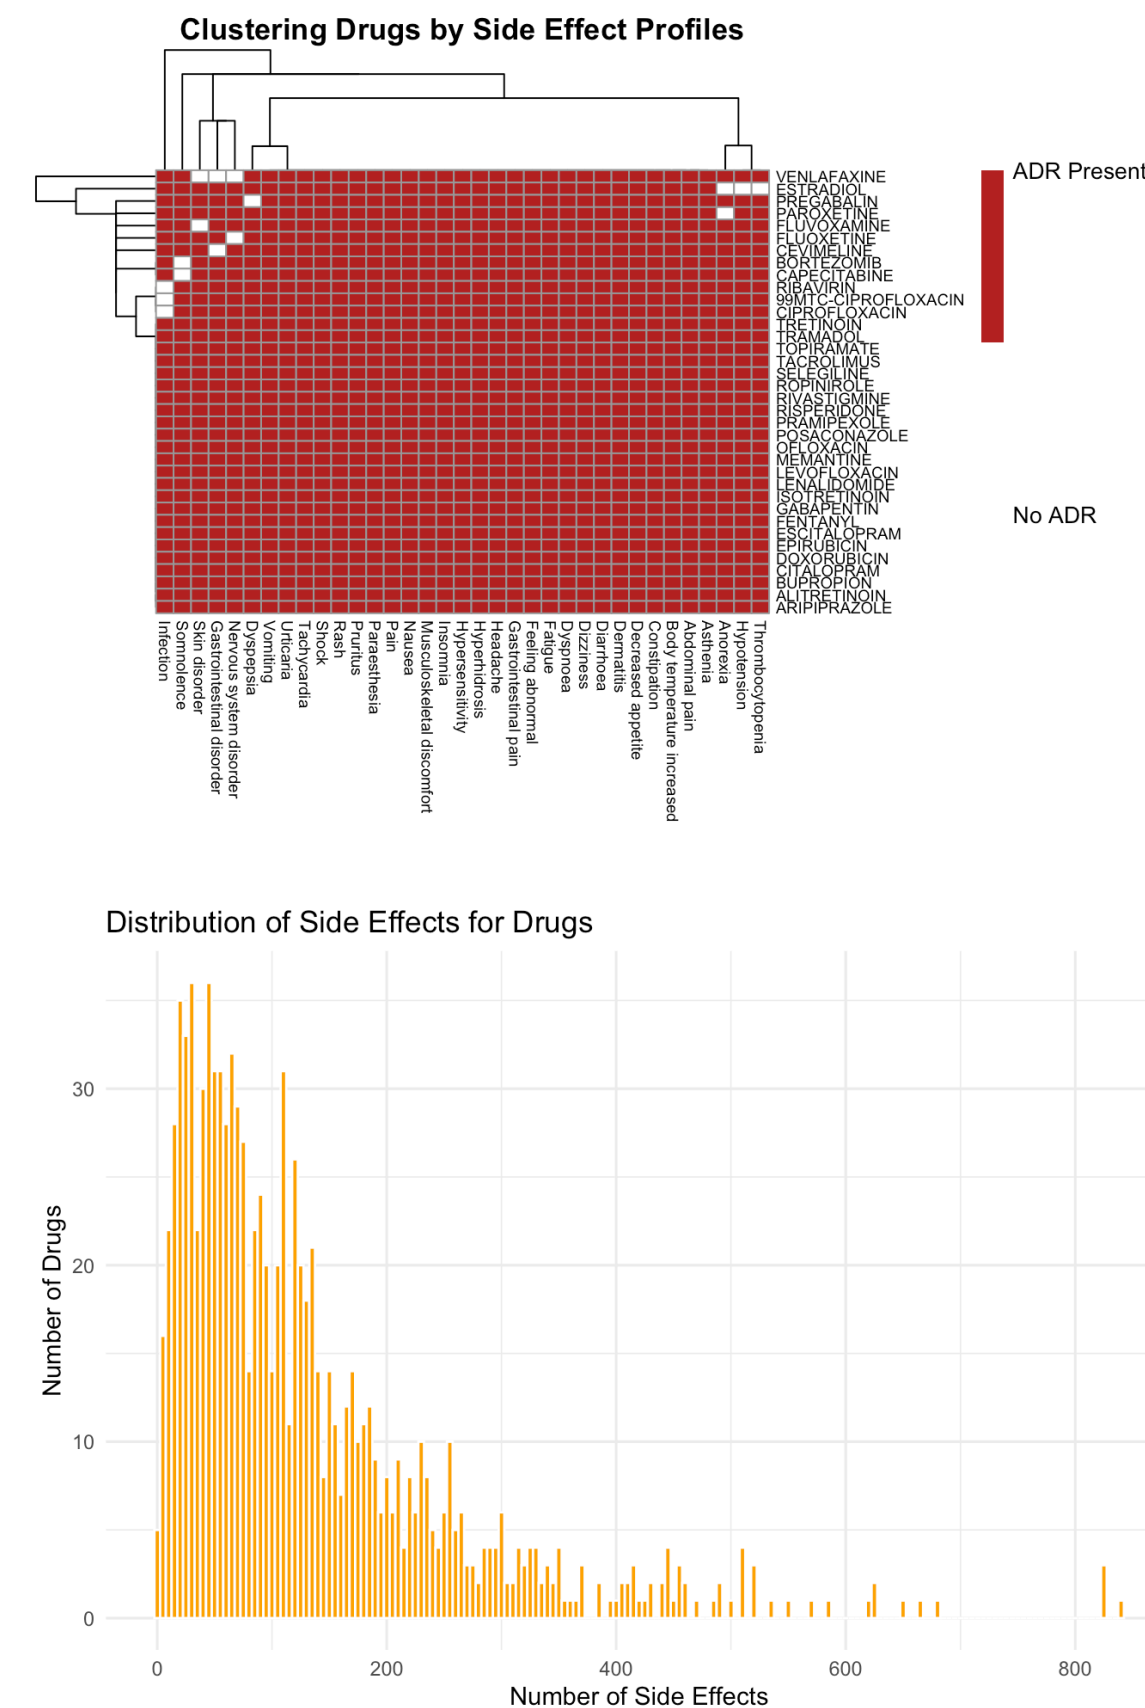 Clustering Drugs by Side Effect Profiles
ADR Present
No ADR
VENLAFAXINE
ESTRADIOL
PREGABALIN
PAROXETINE
FLUVOXAMINE
FLUOXETINE
CEVIMELINE
BORTEZOMIB
CAPECITABINE
RIBAVIRIN
99MTC-CIPROFLOXACIN
CIPROFLOXACIN
TRETINOIN
TRAMADOL
TOPIRAMATE
TACROLIMUS
SELEGILINE
ROPINIROLE
RIVASTIGMINE
RISPERIDONE
PRAMIPEXOLE
POSACONAZOLE
OFLOXACIN
MEMANTINE
LEVOFLOXACIN
LENALIDOMIDE
ISOTRETINOIN
GABAPENTIN
FENTANYL
ESCITALOPRAM
EPIRUBICIN
DOXORUBICIN
CITALOPRAM
BUPROPION
ALITRETINOIN
ARIPIPRAZOLE
Infection
Somnolence
Skin disorder
Gastrointestinal disorder
Nervous system disorder
Dyspepsia
Vomiting
Urticaria
Tachycardia
Shock
Rash
Pruritus
Paraesthesia
Pain
Nausea
Musculoskeletal discomfort
Insomnia
Hypersensitivity
Hyperhidrosis
Headache
Gastrointestinal pain
Feeling abnormal
Fatigue
Dyspnoea
Dizziness
Diarrhoea
Dermatitis
Decreased appetite
Constipation
Body temperature increased
Abdominal pain
Asthenia
Anorexia
Hypotension
Thrombocytopenia
Distribution of Side Effects for Drugs
Number of Drugs
30
20
10
0
0 200 400 600 800
Number of Side Effects